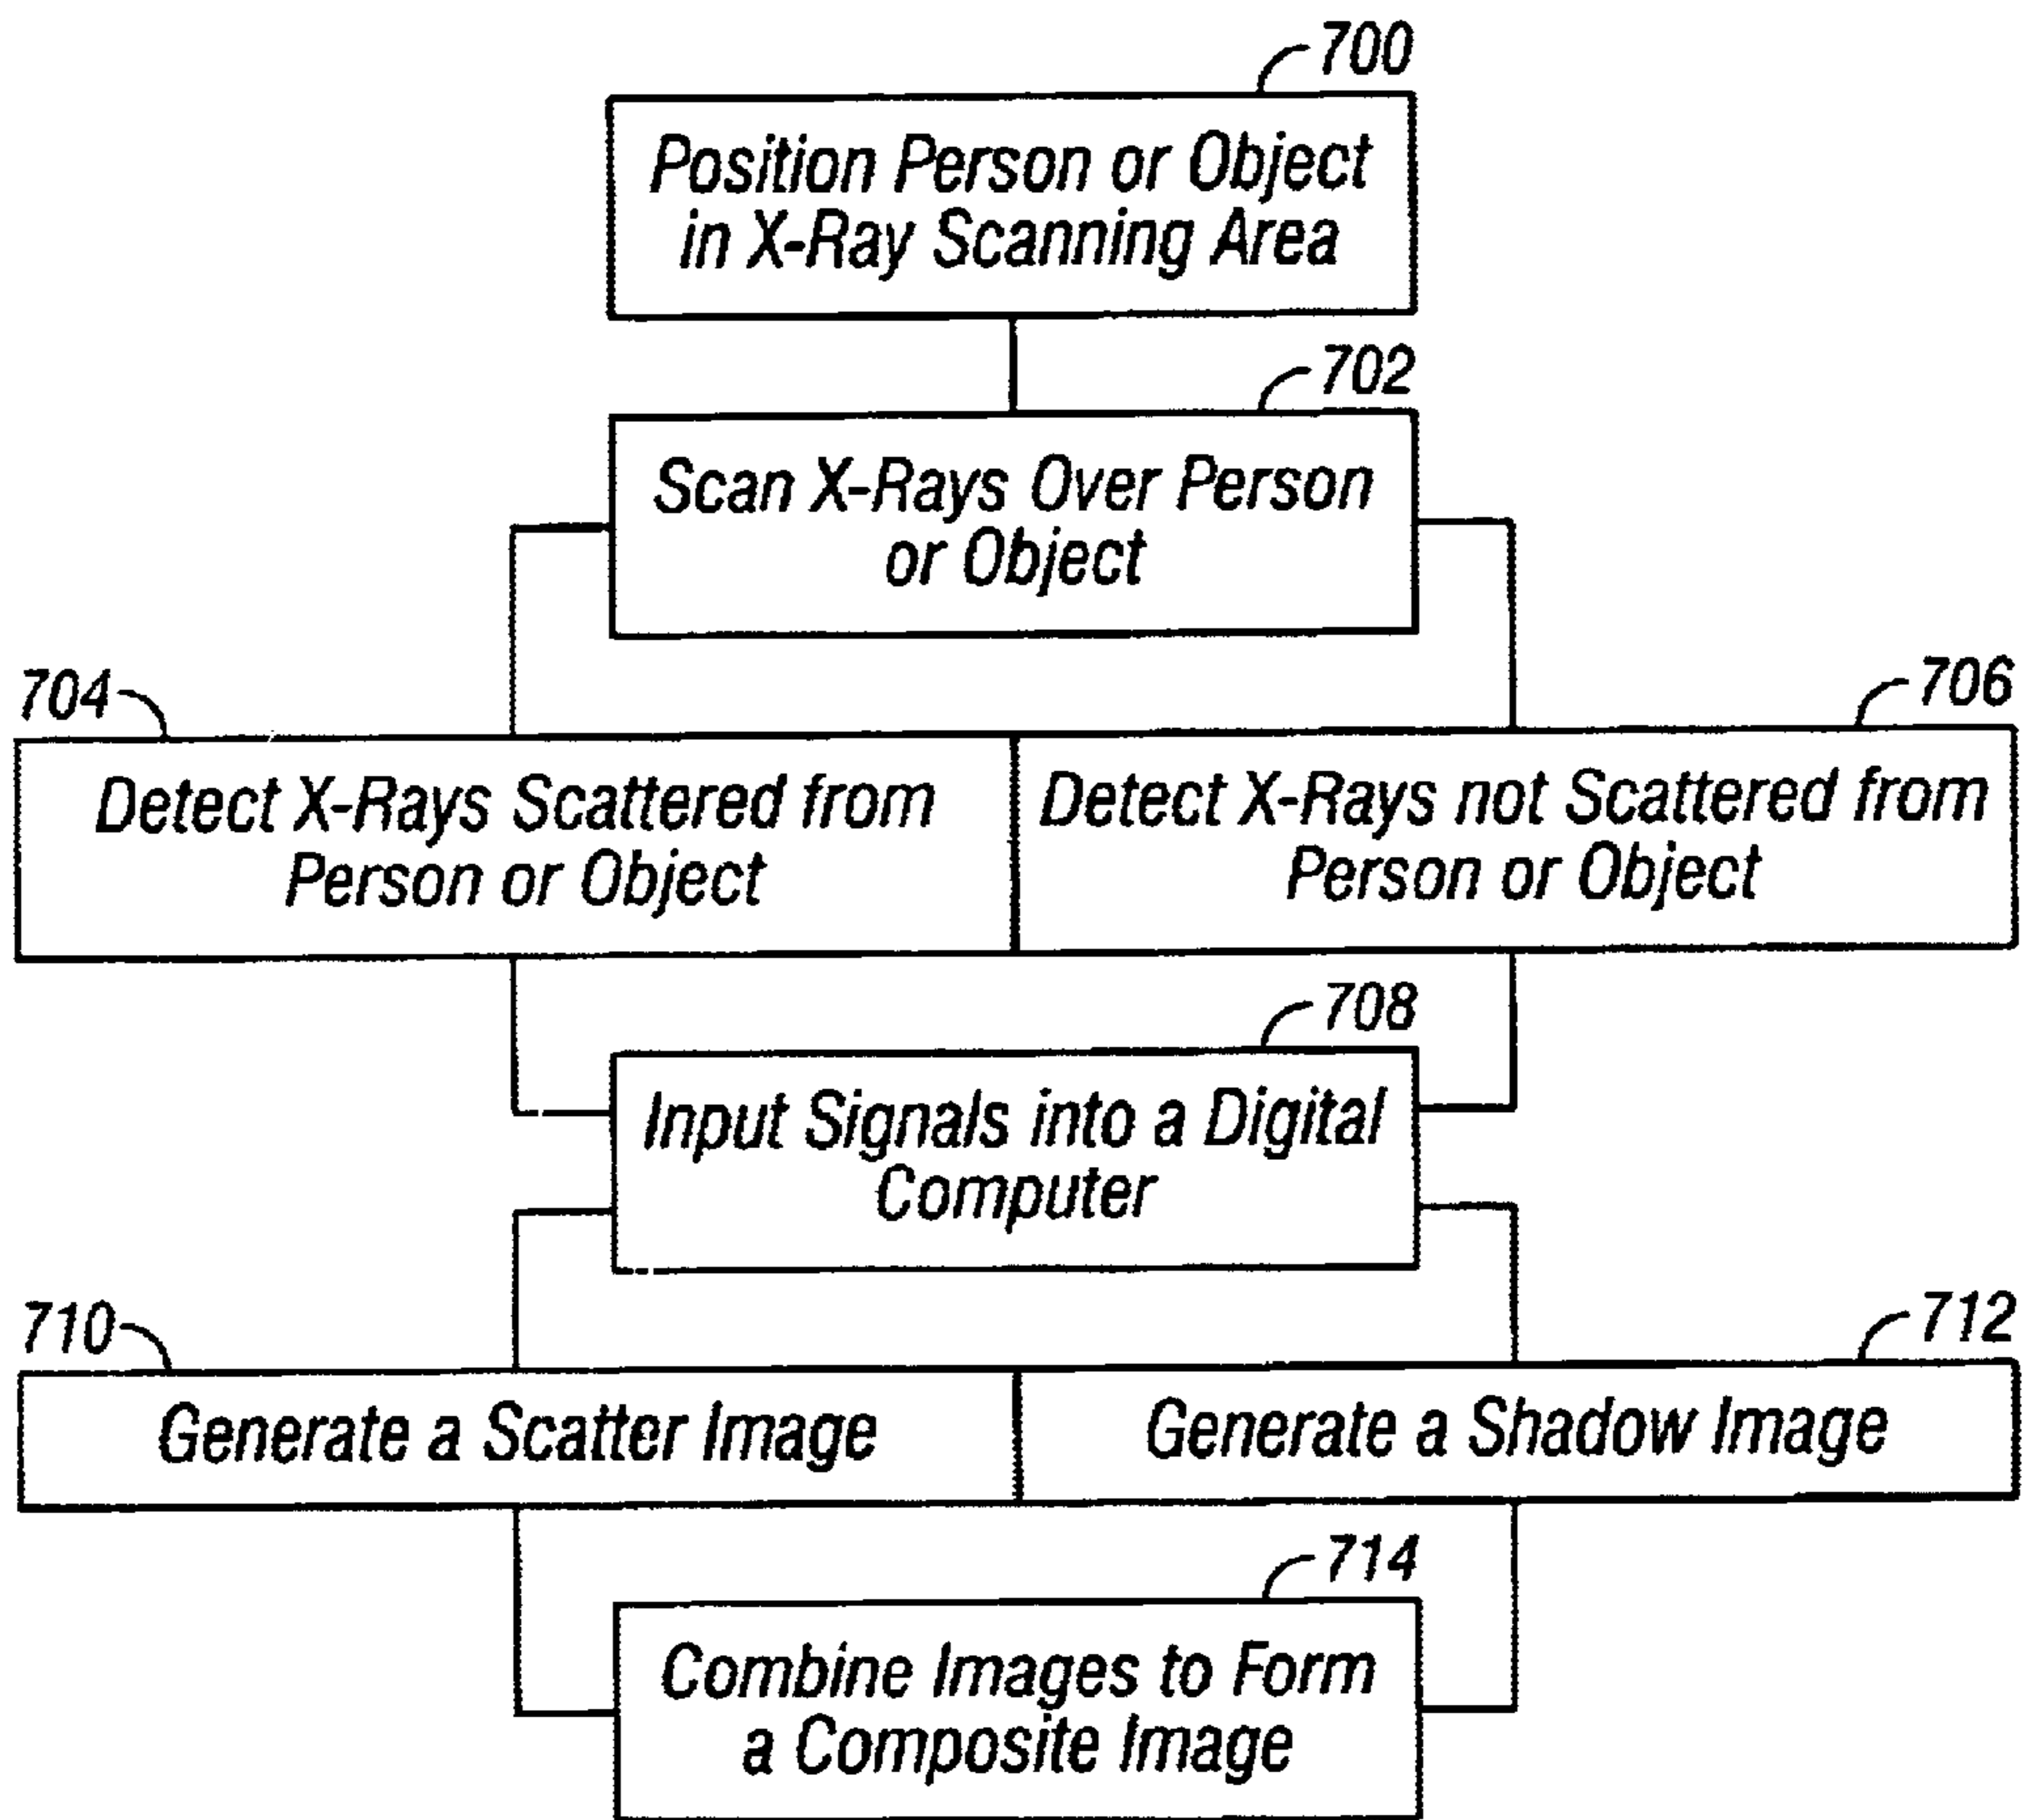 700
Position Person or Object
in X-Ray Scanning Area
702
Scan X-Rays Over Person
or Object
704
Detect X-Rays Scattered from
Person or Object
706
Detect X-Rays not Scattered from
Person or Object
708
Input Signals into a Digital
Computer
710
Generate a Scatter Image
712
Generate a Shadow Image
714
Combine Images to Form
a Composite Image